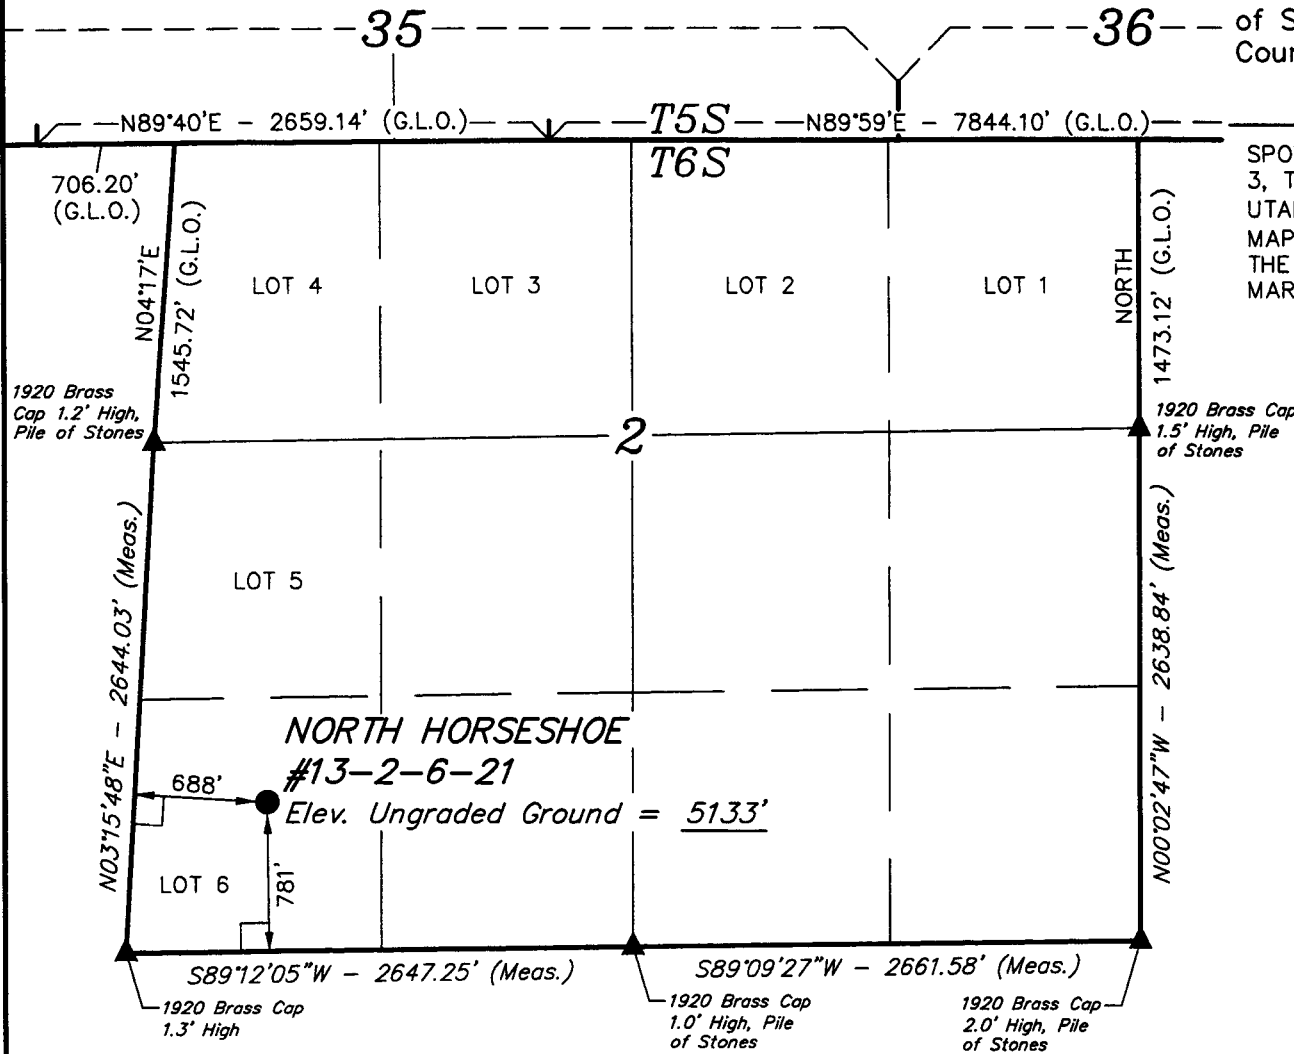 35
36
of S
Cour
N89°40'E - 2659.14' (G.L.O.)
T5S
N89°59'E - 7844.10' (G.L.O.)
T6S
706.20'
(G.L.O.)
SPO
3, T
UTA
MAP
THE
MAR
N04°17'E
1545.72' (G.L.O.)
LOT 4
LOT 3
LOT 2
LOT 1
NORTH
1473.12' (G.L.O.)
1920 Brass
Cap 1.2' High,
Pile of Stones
2
1920 Brass Cap
1.5' High, Pile
of Stones
N03°15'48"E - 2644.03' (Meas.)
LOT 5
N00°02'47"W - 2638.84' (Meas.)
NORTH HORSESHOE
#13-2-6-21
Elev. Ungraded Ground = 5133'
688'
781'
LOT 6
S89°12'05"W - 2647.25' (Meas.)
S89°09'27"W - 2661.58' (Meas.)
1920 Brass Cap
1.3' High
1920 Brass Cap
1.0' High, Pile
of Stones
1920 Brass Cap
2.0' High, Pile
of Stones